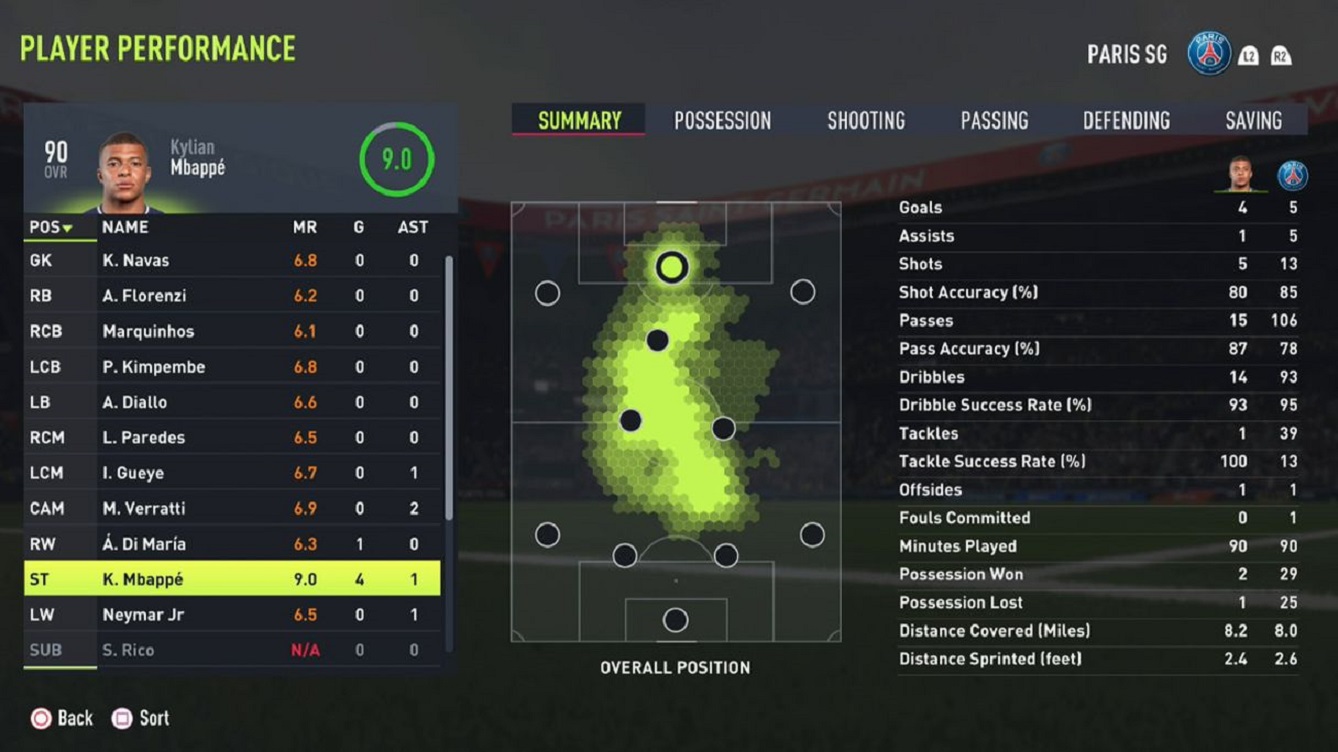 PLAYER PERFORMANCE
PARIS SG
PARIS
L2 R2
90
OVR
Kylian
Mbappé
9.0
SUMMARY POSSESSION SHOOTING PASSING DEFENDING SAVING
POS NAME MR G AST
GK K. Navas 6.8 0 0
RB A. Florenzi 6.2 0 0
RCB Marquinhos 6.1 0 0
LCB P. Kimpembe 6.8 0 0
LB A. Diallo 6.6 0 0
RCM L. Paredes 6.5 0 0
LCM I. Gueye 6.7 0 1
CAM M. Verratti 6.9 0 2
RW Á. Di María 6.3 1 0
ST K. Mbappé 9.0 4 1
LW Neymar Jr 6.5 0 1
SUB S. Rico N/A 0 0
PARIS SAINT-GERMAIN
OVERALL POSITION
Goals 4 5
Assists 1 5
Shots 5 13
Shot Accuracy (%) 80 85
Passes 15 106
Pass Accuracy (%) 87 78
Dribbles 14 93
Dribble Success Rate (%) 93 95
Tackles 1 39
Tackle Success Rate (%) 100 13
Offsides 1 1
Fouls Committed 0 1
Minutes Played 90 90
Possession Won 2 29
Possession Lost 1 25
Distance Covered (Miles) 8.2 8.0
Distance Sprinted (feet) 2.4 2.6
Back Sort